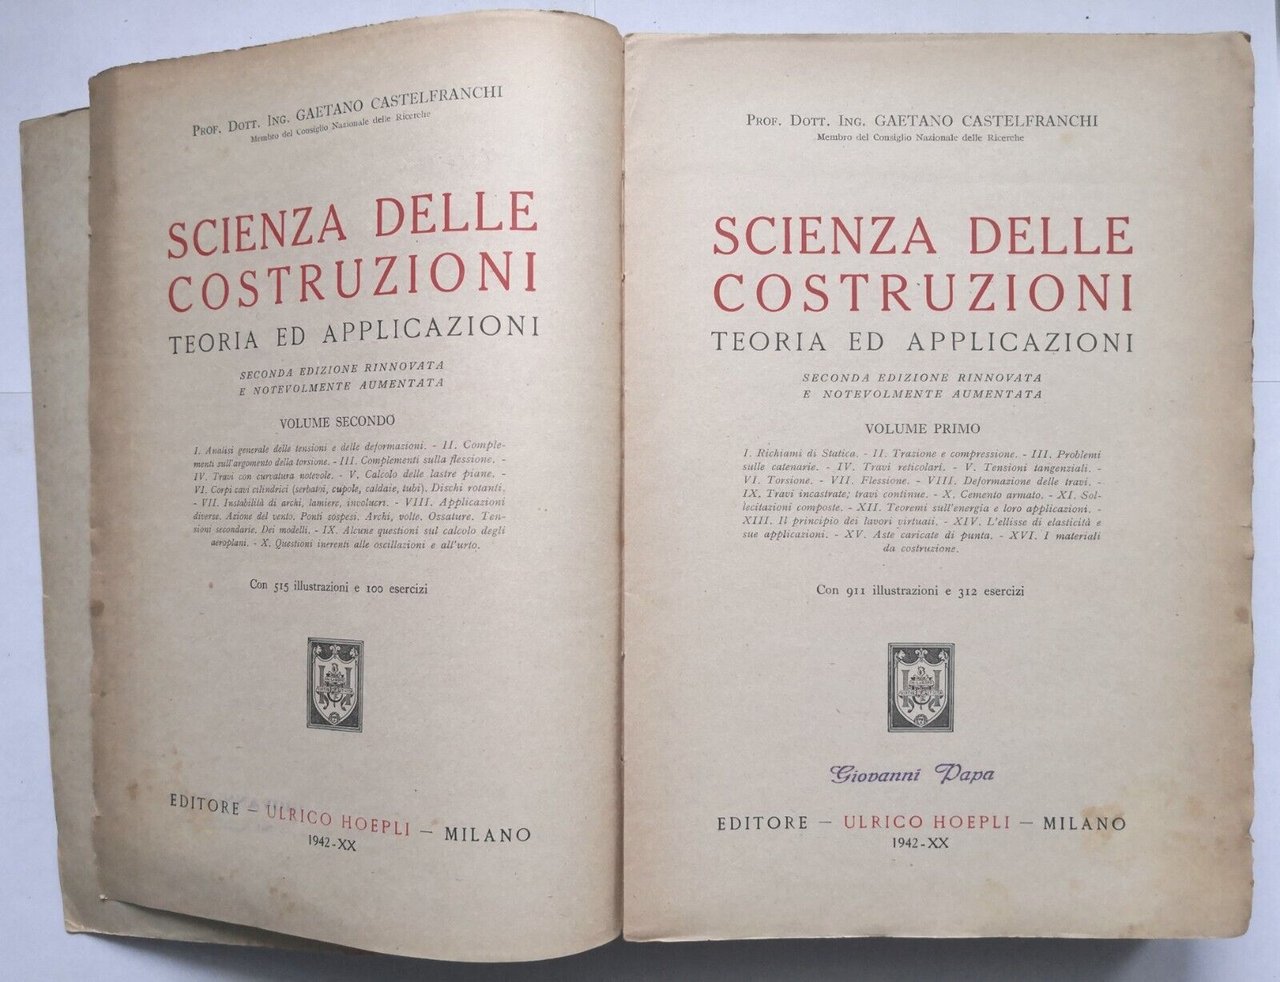 Prof. Dott. Ing. GAETANO CASTELFRANCHI
Membro del Consiglio Nazionale delle Ricerche
SCIENZA DELLE
COSTRUZIONI
TEORIA ED APPLICAZIONI
SECONDA EDIZIONE RINNOVATA
E NOTEVOLMENTE AUMENTATA
VOLUME SECONDO
I. Analisi generale delle tensioni e delle deformazioni. - II. Comple-
menti sull'argomento della torsione. - III. Complementi sulla flessione. -
IV. Travi con curvatura notevole. - V. Calcolo delle lastre piane. -
VI. Corpi cavi cilindrici (serbatoi, cupole, caldaie, tubi). Dischi rotanti.
- VII. Instabilità di archi, lamiere, involucri. - VIII. Applicazioni
diverse. Azione del vento. Ponti sospesi. Archi, volte. Ossature. Ten-
sioni secondarie. Dei modelli. - IX. Alcune questioni sul calcolo degli
aeroplani. - X. Questioni inerenti alle oscillazioni e all'urto.
Con 515 illustrazioni e 100 esercizi
EDITORE - ULRICO HOEPLI - MILANO
1942-XX
Prof. Dott. Ing. GAETANO CASTELFRANCHI
Membro del Consiglio Nazionale delle Ricerche
SCIENZA DELLE
COSTRUZIONI
TEORIA ED APPLICAZIONI
SECONDA EDIZIONE RINNOVATA
E NOTEVOLMENTE AUMENTATA
VOLUME PRIMO
I. Richiami di Statica. - II. Trazione e compressione. - III. Problemi
sulle catenarie. - IV. Travi reticolari. - V. Tensioni tangenziali. -
VI. Torsione. - VII. Flessione. - VIII. Deformazione delle travi. -
IX. Travi incastrate; travi continue. - X. Cemento armato. - XI. Sol-
lecitazioni composte. - XII. Teoremi sull'energia e loro applicazioni. -
XIII. Il principio dei lavori virtuali. - XIV. L'ellisse di elasticità e
sue applicazioni. - XV. Aste caricate di punta. - XVI. I materiali
da costruzione.
Con 911 illustrazioni e 312 esercizi
Giovanni Papa
EDITORE - ULRICO HOEPLI - MILANO
1942-XX